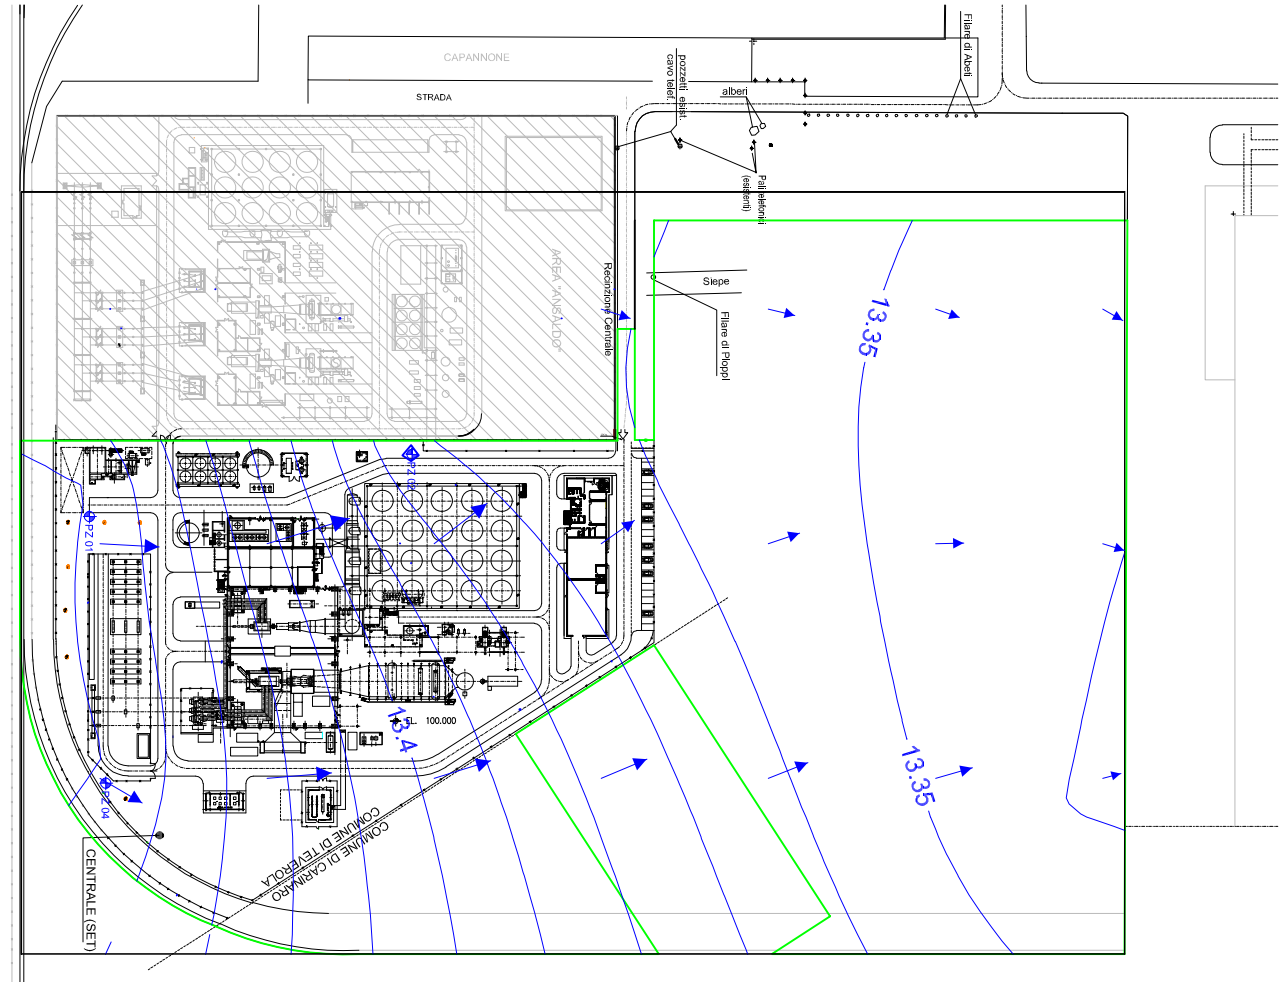 CAPANNONE
STRADA
Filare di Abeti
pozzetti esist.
cavo telef.
alberi
Pali telefonici
(esistenti)
AREA "ANSALDO"
Recinzione Centrale
Siepe
Filare di Pioppi
13.35
PZ 02
PZ 01
13.4
EL. 100.000
13.35
PZ 04
COMUNE DI TEVEROLA
COMUNE DI CARINARO
CENTRALE (SET)